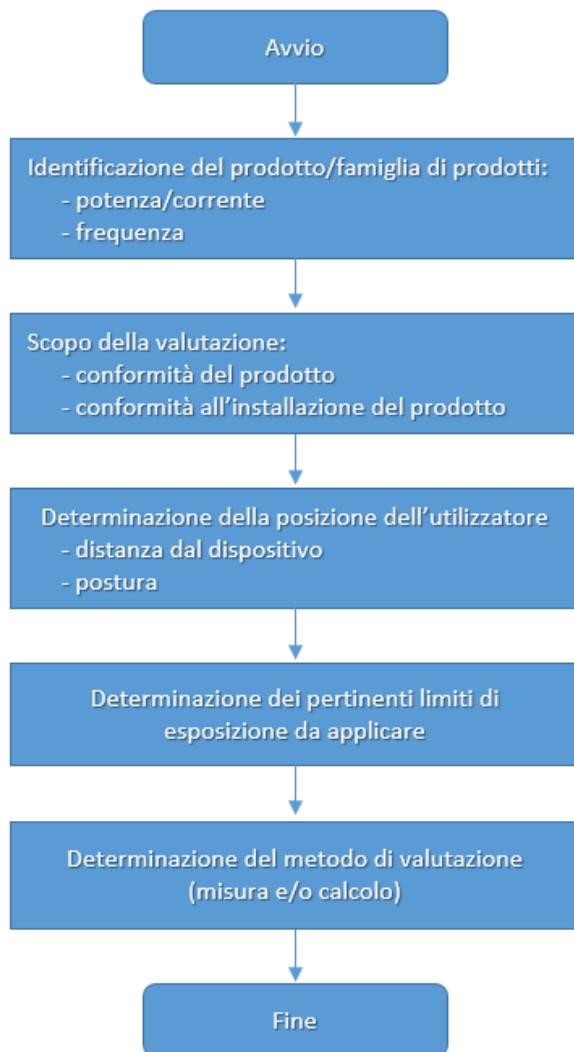 Avvio
Identificazione del prodotto/famiglia di prodotti:
- potenza/corrente
- frequenza
Scopo della valutazione:
- conformità del prodotto
- conformità all'installazione del prodotto
Determinazione della posizione dell'utilizzatore
- distanza dal dispositivo
- postura
Determinazione dei pertinenti limiti di
esposizione da applicare
Determinazione del metodo di valutazione
(misura e/o calcolo)
Fine